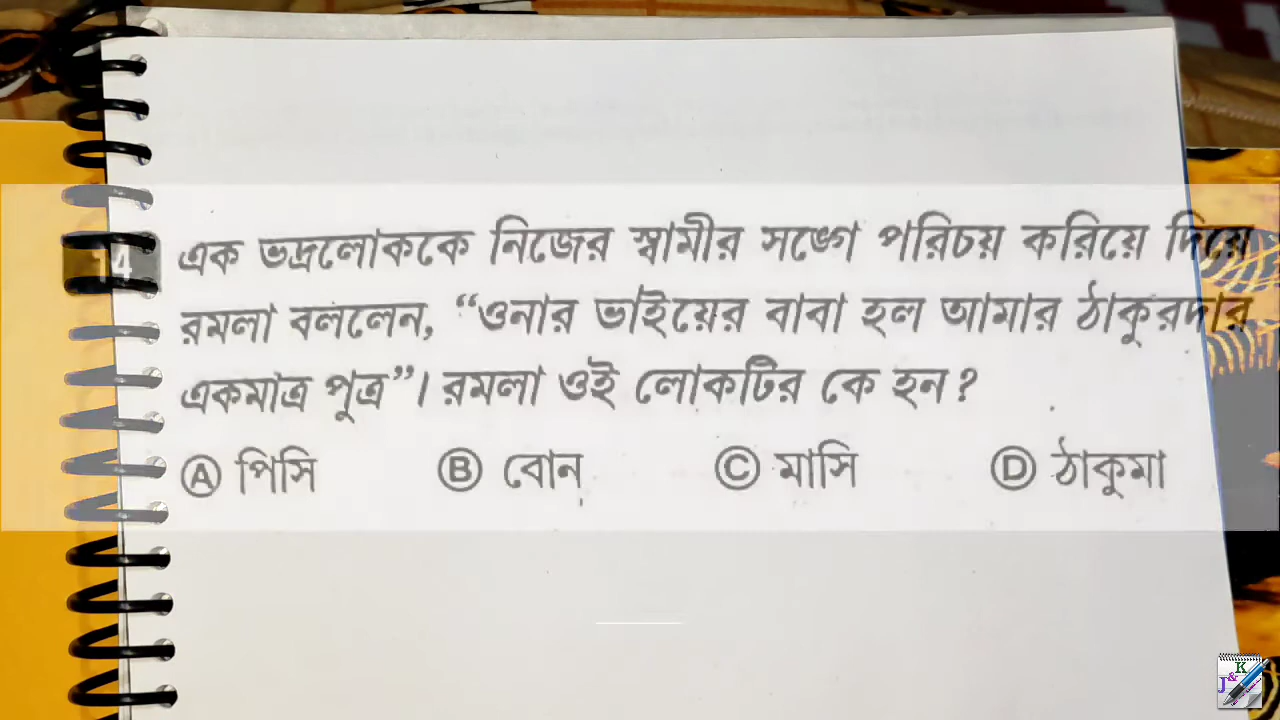 14 এক ভদ্রলোককে নিজের স্বামীর সঙ্গে পরিচয় করিয়ে দিয়ে
রমলা বললেন, “ওনার ভাইয়ের বাবা হল আমার ঠাকুরদার
একমাত্র পুত্র”। রমলা ওই লোকটির কে হন?
Ⓐ পিসি Ⓑ বোন Ⓒ মাসি Ⓓ ঠাকুমা
J&K